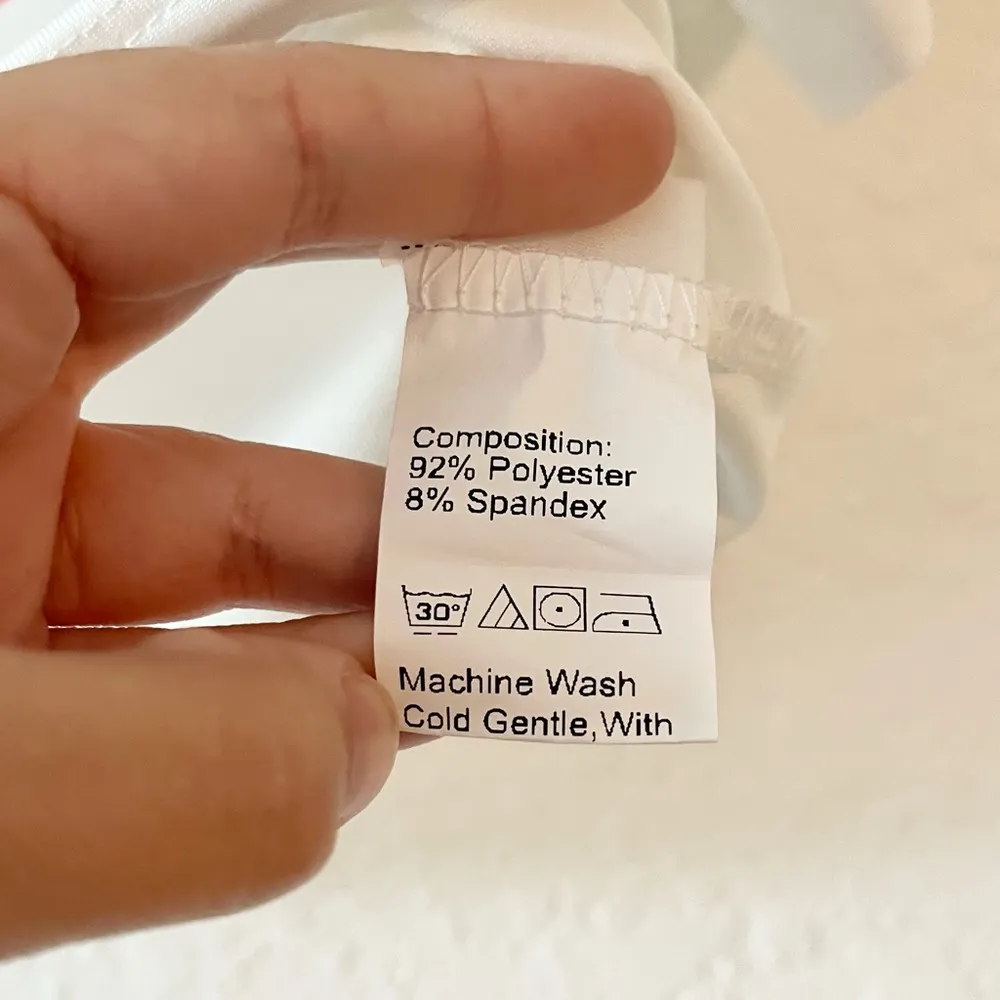 Composition:
92% Polyester
8% Spandex
30°
Machine Wash
Cold Gentle,With